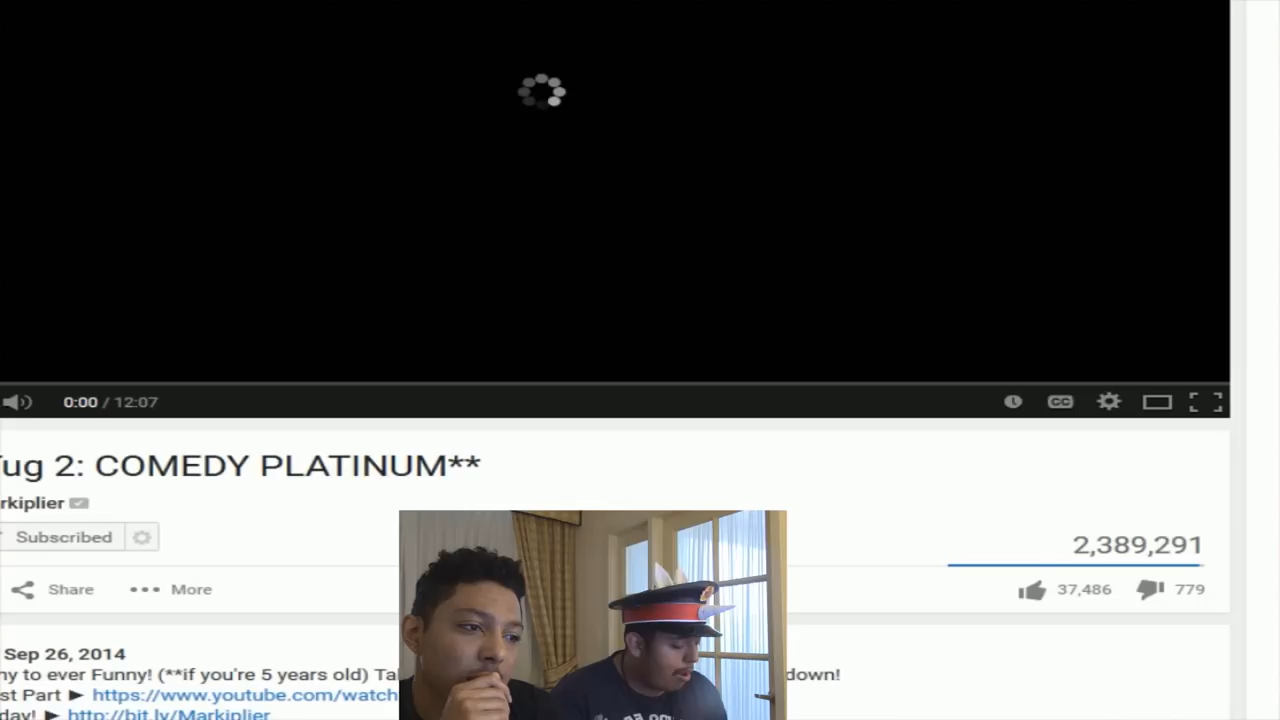 0:00 / 12:07
CC
ug 2: COMEDY PLATINUM**
rkiplier
Subscribed
2,389,291
Share
More
37,486
779
Sep 26, 2014
ny to ever Funny! (**if you're 5 years old) Ta
down!
st Part ► https://www.youtube.com/watch
day! ► http://bit.ly/Markiplier